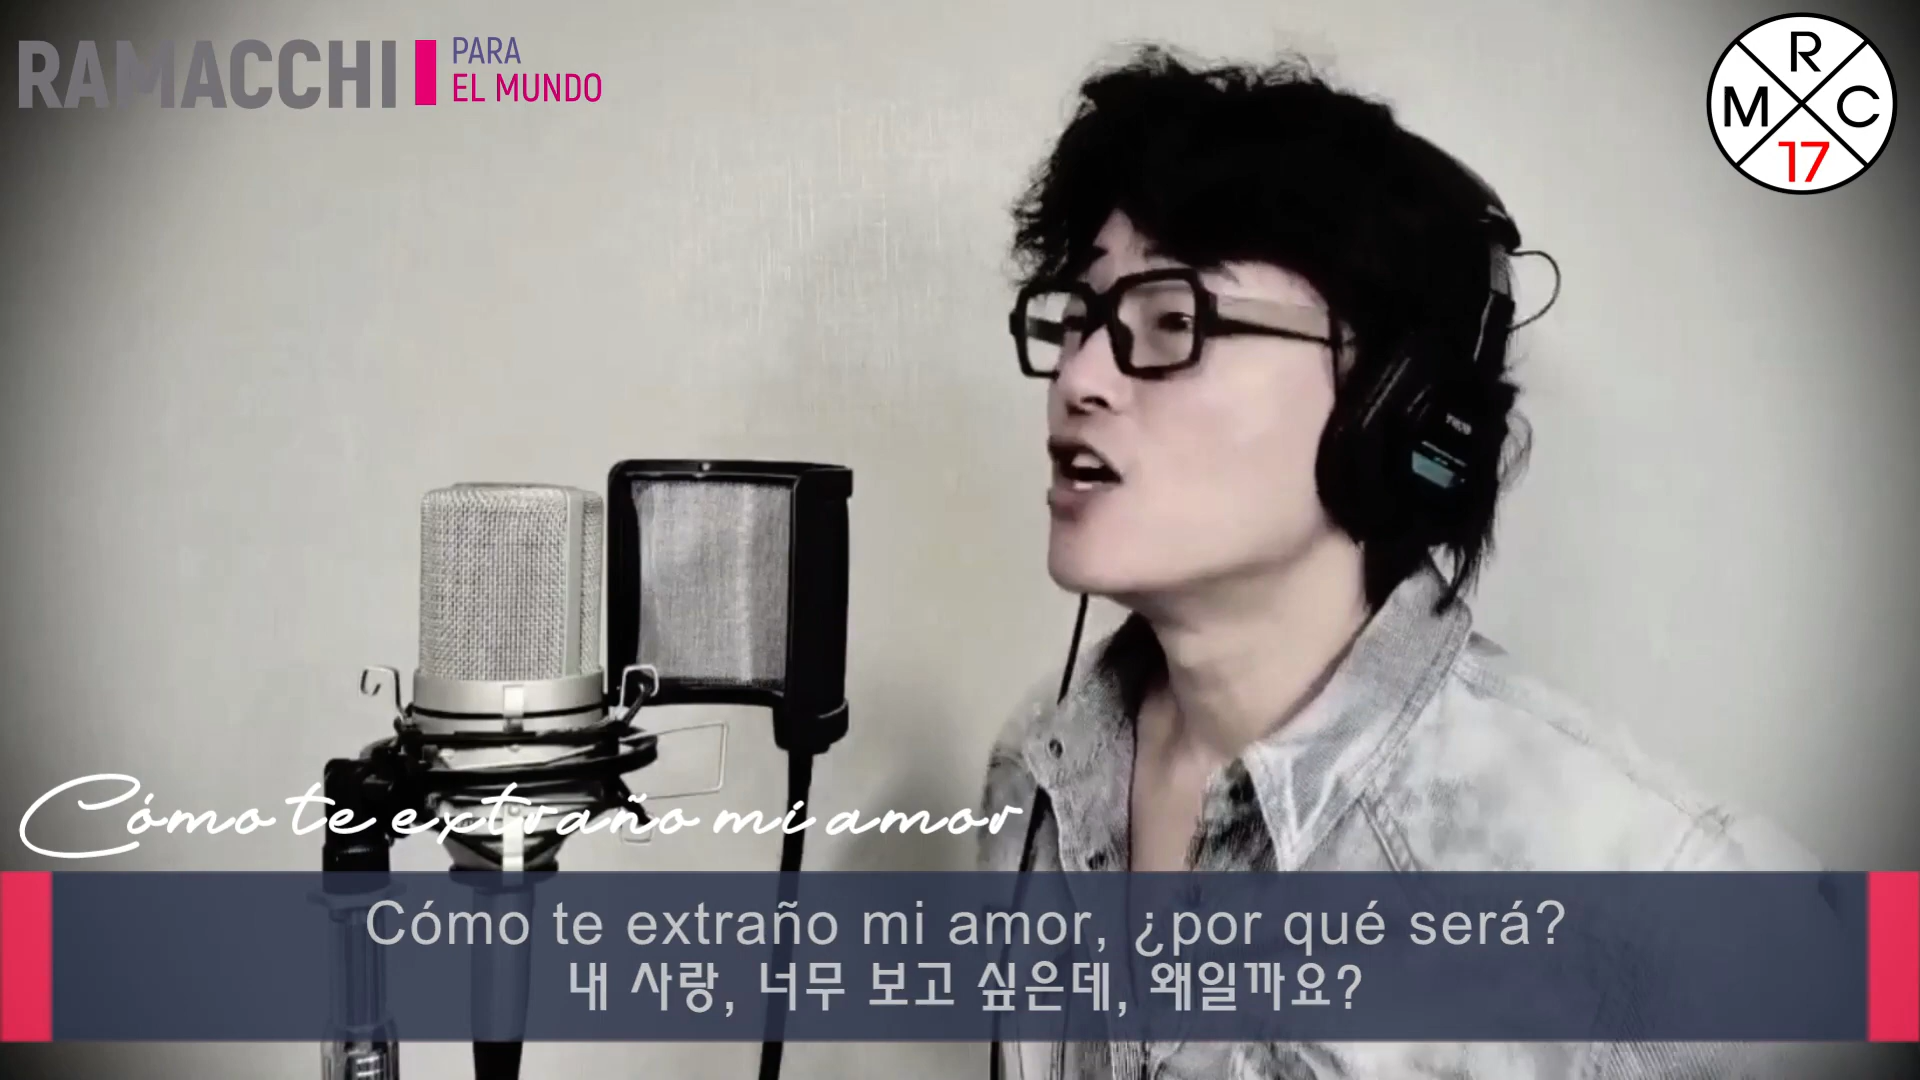 RAMACCHI
PARA
EL MUNDO
R
M C
17
Cómo te extraño mi amor
Cómo te extraño mi amor, ¿por qué será?
내 사랑, 너무 보고 싶은데, 왜일까요?